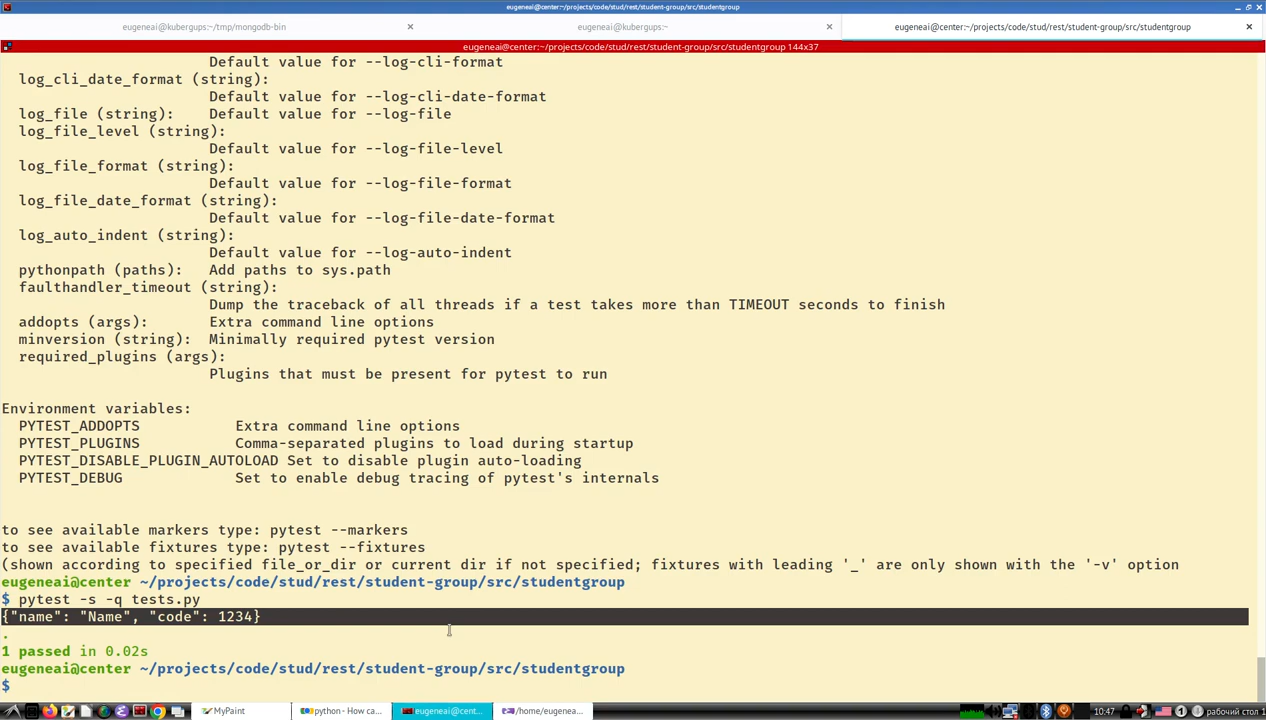 eugeneai@center:~/projects/code/stud/rest/student-group/src/studentgroup
eugeneai@kubergups:~/tmp/mongodb-bin
eugeneai@kubergups:~
eugeneai@center:~/projects/code/stud/rest/student-group/src/studentgroup
eugeneai@center:~/projects/code/stud/rest/student-group/src/studentgroup 144x37
Default value for --log-cli-format
log_cli_date_format (string):
Default value for --log-cli-date-format
log_file (string): Default value for --log-file
log_file_level (string):
Default value for --log-file-level
log_file_format (string):
Default value for --log-file-format
log_file_date_format (string):
Default value for --log-file-date-format
log_auto_indent (string):
Default value for --log-auto-indent
pythonpath (paths): Add paths to sys.path
faulthandler_timeout (string):
Dump the traceback of all threads if a test takes more than TIMEOUT seconds to finish
addopts (args): Extra command line options
minversion (string): Minimally required pytest version
required_plugins (args):
Plugins that must be present for pytest to run
Environment variables:
PYTEST_ADDOPTS Extra command line options
PYTEST_PLUGINS Comma-separated plugins to load during startup
PYTEST_DISABLE_PLUGIN_AUTOLOAD Set to disable plugin auto-loading
PYTEST_DEBUG Set to enable debug tracing of pytest's internals
to see available markers type: pytest --markers
to see available fixtures type: pytest --fixtures
(shown according to specified file_or_dir or current dir if not specified; fixtures with leading '_' are only shown with the '-v' option
eugeneai@center ~/projects/code/stud/rest/student-group/src/studentgroup
$ pytest -s -q tests.py
{"name": "Name", "code": 1234}
.
1 passed in 0.02s
eugeneai@center ~/projects/code/stud/rest/student-group/src/studentgroup
$
MyPaint
python - How ca...
eugeneai@cent...
/home/eugenea...
10:47
рабочий стол 1